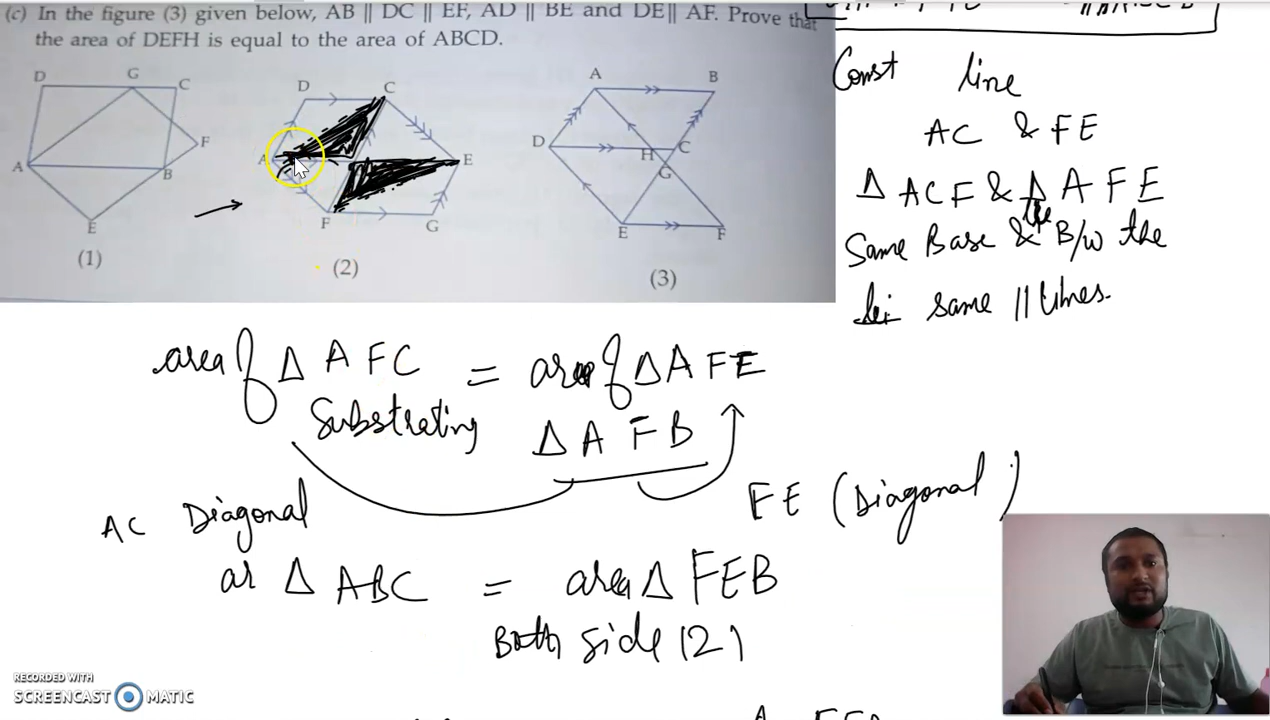 (c) In the figure (3) given below, AB || DC || EF, AD || BE and DE|| AF. Prove that
the area of DEFH is equal to the area of ABCD.
D G C
F
A B
E
(1)
D C
A E
F G
(2)
A B
D H C
G
E F
(3)
Const line
AC & FE
Δ ACF & Δ AFE
Same Base & B/w the
same || lines.
area of Δ AFC = area of Δ AFE
Substrating Δ AFB
AC Diagonal
FE (Diagonal)
ar Δ ABC = area Δ FEB
Both side (2)
RECORDED WITH
SCREENCAST MATIC